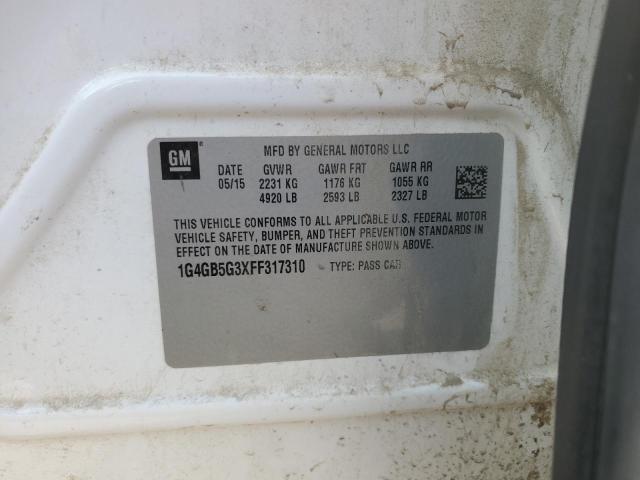 GM
MFD BY GENERAL MOTORS LLC
DATE GVWR GAWR FRT GAWR RR
05/15 2231 KG 1176 KG 1055 KG
4920 LB 2593 LB 2327 LB
THIS VEHICLE CONFORMS TO ALL APPLICABLE U.S. FEDERAL MOTOR
VEHICLE SAFETY, BUMPER, AND THEFT PREVENTION STANDARDS IN
EFFECT ON THE DATE OF MANUFACTURE SHOWN ABOVE.
1G4GB5G3XFF317310 TYPE: PASS CAR